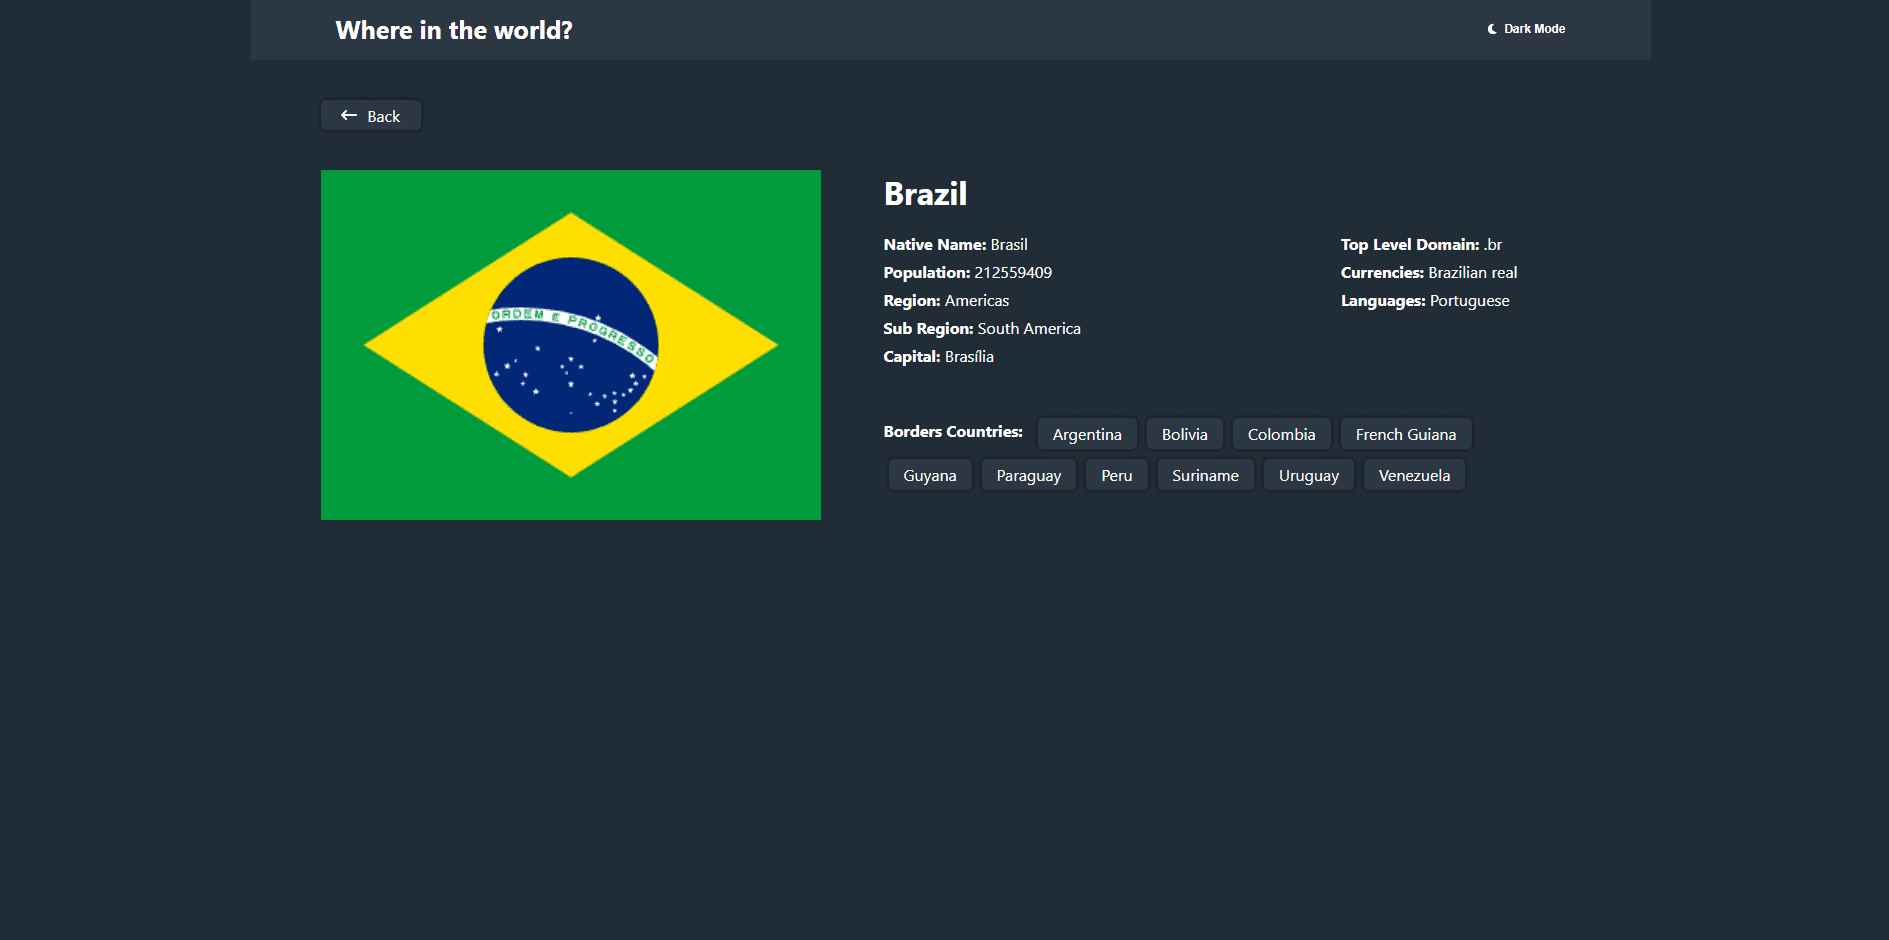 Where in the world?
Dark Mode
Back
ORDEM E PROGRESSO
Brazil
Native Name: Brasil
Population: 212559409
Region: Americas
Sub Region: South America
Capital: Brasília
Top Level Domain: .br
Currencies: Brazilian real
Languages: Portuguese
Borders Countries: Argentina Bolivia Colombia French Guiana
Guyana Paraguay Peru Suriname Uruguay Venezuela